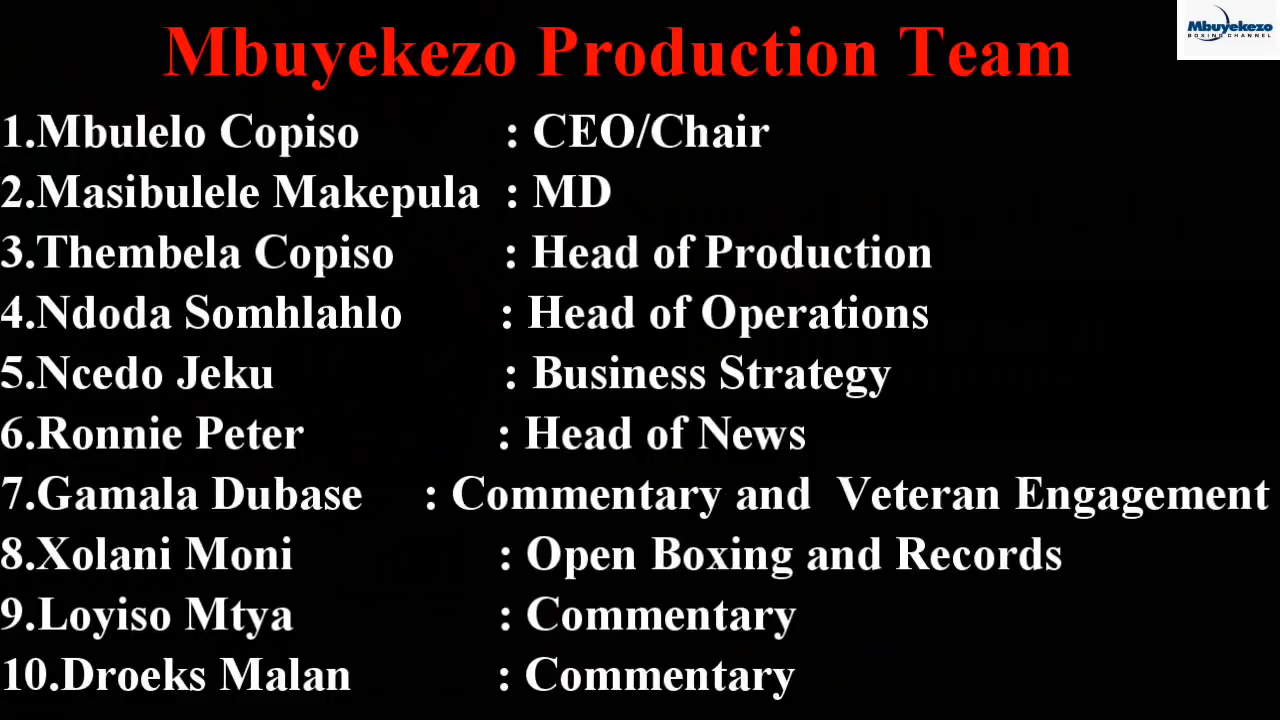 Mbuyekezo Production Team
Mbuyekezo
BOXING CHANNEL
1.Mbulelo Copiso : CEO/Chair
2.Masibulele Makepula : MD
3.Thembela Copiso : Head of Production
4.Ndoda Somhlahlo : Head of Operations
5.Ncedo Jeku : Business Strategy
6.Ronnie Peter : Head of News
7.Gamala Dubase : Commentary and Veteran Engagement
8.Xolani Moni : Open Boxing and Records
9.Loyiso Mtya : Commentary
10.Droeks Malan : Commentary